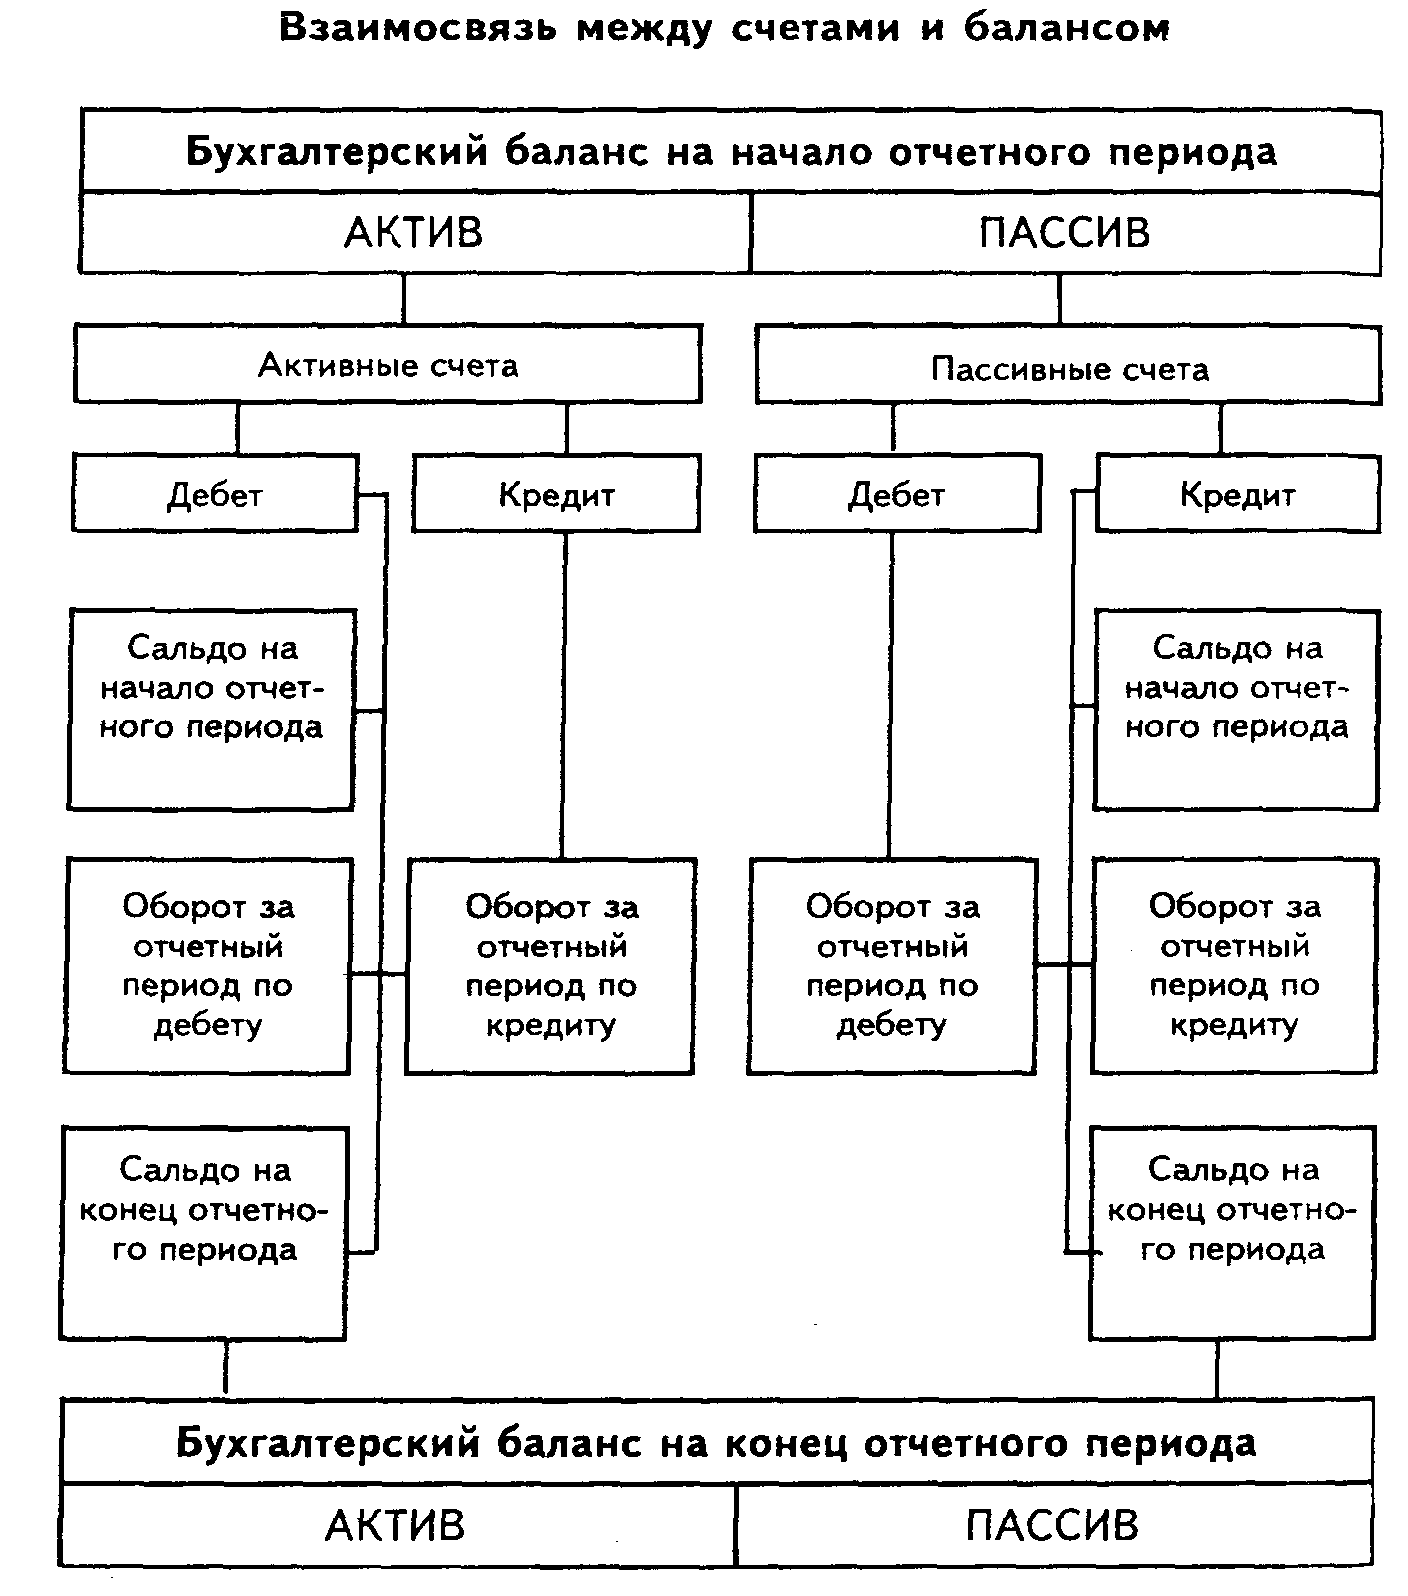 Взаимосвязь между счетами и балансом
Бухгалтерский баланс на начало отчетного периода
АКТИВ
ПАССИВ
Активные счета
Пассивные счета
Дебет
Кредит
Дебет
Кредит
Сальдо на
начало отчет-
ного периода
Сальдо на
начало отчет-
ного периода
Оборот за
отчетный
период по
дебету
Оборот за
отчетный
период по
кредиту
Оборот за
отчетный
период по
дебету
Оборот за
отчетный
период по
кредиту
Сальдо на
конец отчетно-
го периода
Сальдо на
конец отчетно-
го периода
Бухгалтерский баланс на конец отчетного периода
АКТИВ
ПАССИВ